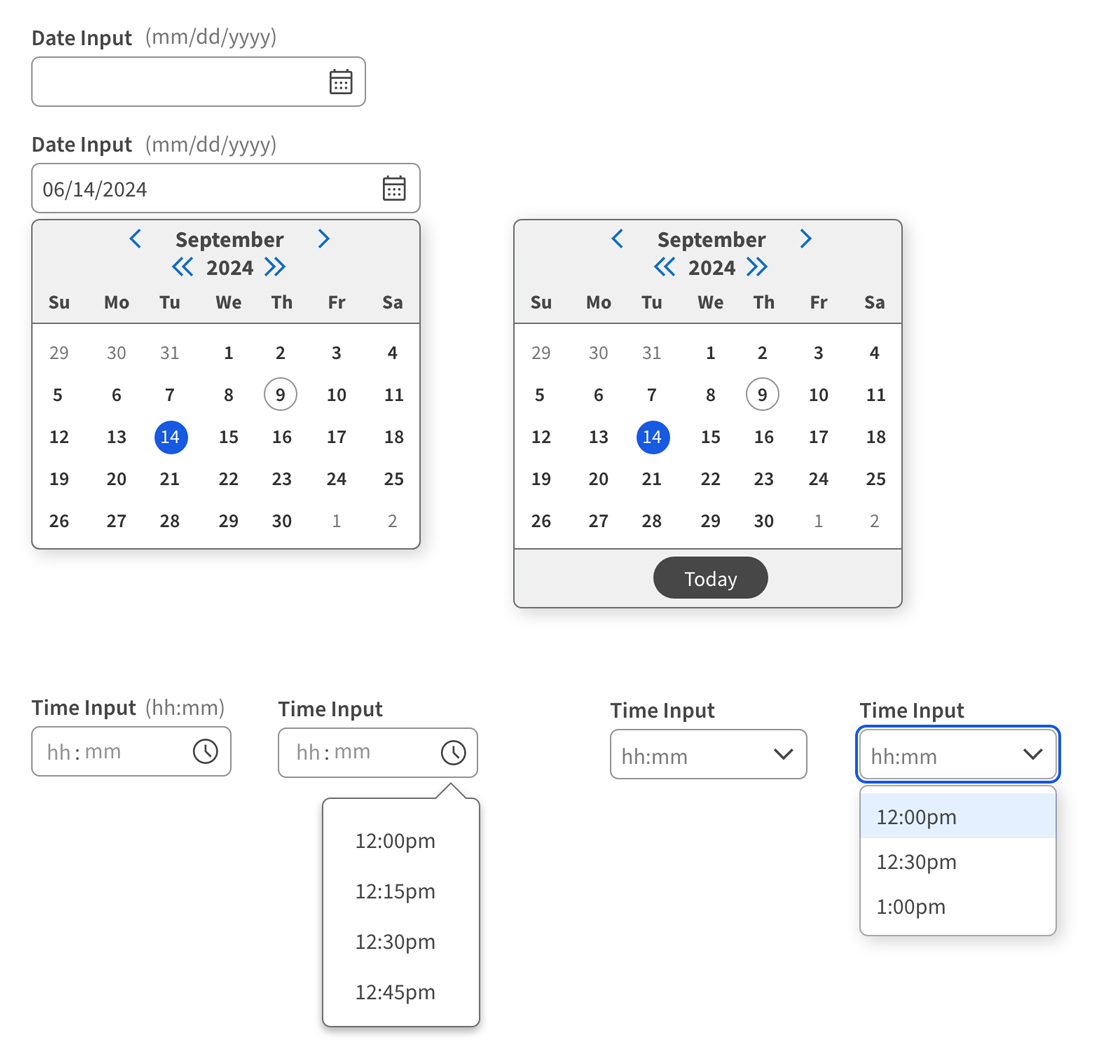 Date Input (mm/dd/yyyy)
Date Input (mm/dd/yyyy)
06/14/2024
September
2024
Su Mo Tu We Th Fr Sa
29 30 31 1 2 3 4
5 6 7 8 9 10 11
12 13 14 15 16 17 18
19 20 21 22 23 24 25
26 27 28 29 30 1 2
September
2024
Su Mo Tu We Th Fr Sa
29 30 31 1 2 3 4
5 6 7 8 9 10 11
12 13 14 15 16 17 18
19 20 21 22 23 24 25
26 27 28 29 30 1 2
Today
Time Input (hh:mm)
hh : mm
Time Input
hh : mm
12:00pm
12:15pm
12:30pm
12:45pm
Time Input
hh:mm
Time Input
hh:mm
12:00pm
12:30pm
1:00pm